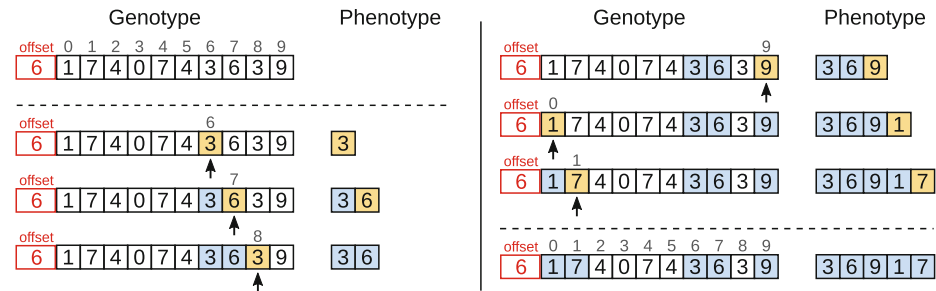 Genotype Phenotype
offset 0 1 2 3 4 5 6 7 8 9
6 1 7 4 0 7 4 3 6 3 9
6
offset
6 1 7 4 0 7 4 3 6 3 9 3
7
offset
6 1 7 4 0 7 4 3 6 3 9 3 6
8
offset
6 1 7 4 0 7 4 3 6 3 9 3 6
Genotype Phenotype
9
offset
6 1 7 4 0 7 4 3 6 3 9 3 6 9
0
offset
6 1 7 4 0 7 4 3 6 3 9 3 6 9 1
1
offset
6 1 7 4 0 7 4 3 6 3 9 3 6 9 1 7
offset 0 1 2 3 4 5 6 7 8 9
6 1 7 4 0 7 4 3 6 3 9 3 6 9 1 7